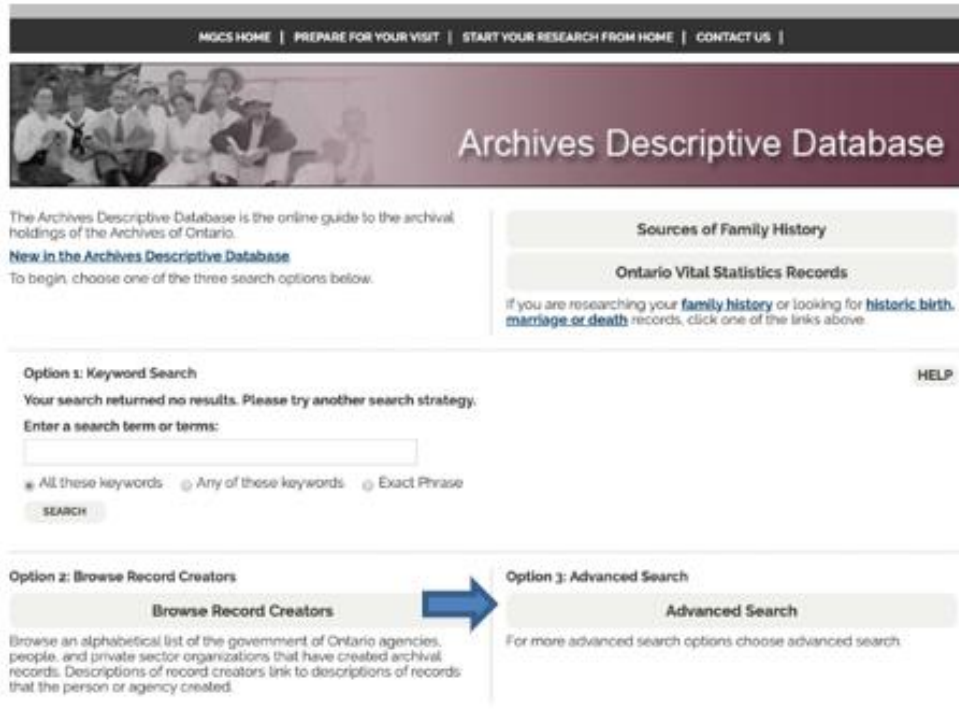 MGCS HOME | PREPARE FOR YOUR VISIT | START YOUR RESEARCH FROM HOME | CONTACT US |
Archives Descriptive Database
The Archives Descriptive Database is the online guide to the archival
holdings of the Archives of Ontario.
New in the Archives Descriptive Database
To begin, choose one of the three search options below.
Sources of Family History
Ontario Vital Statistics Records
If you are researching your family history or looking for historic birth,
marriage or death records, click one of the links above.
Option 1: Keyword Search
HELP
Your search returned no results. Please try another search strategy.
Enter a search term or terms:
All these keywords Any of these keywords Exact Phrase
SEARCH
Option 2: Browse Record Creators
Browse Record Creators
Browse an alphabetical list of the government of Ontario agencies,
people, and private sector organizations that have created archival
records. Descriptions of record creators link to descriptions of records
that the person or agency created.
Option 3: Advanced Search
Advanced Search
For more advanced search options choose advanced search.